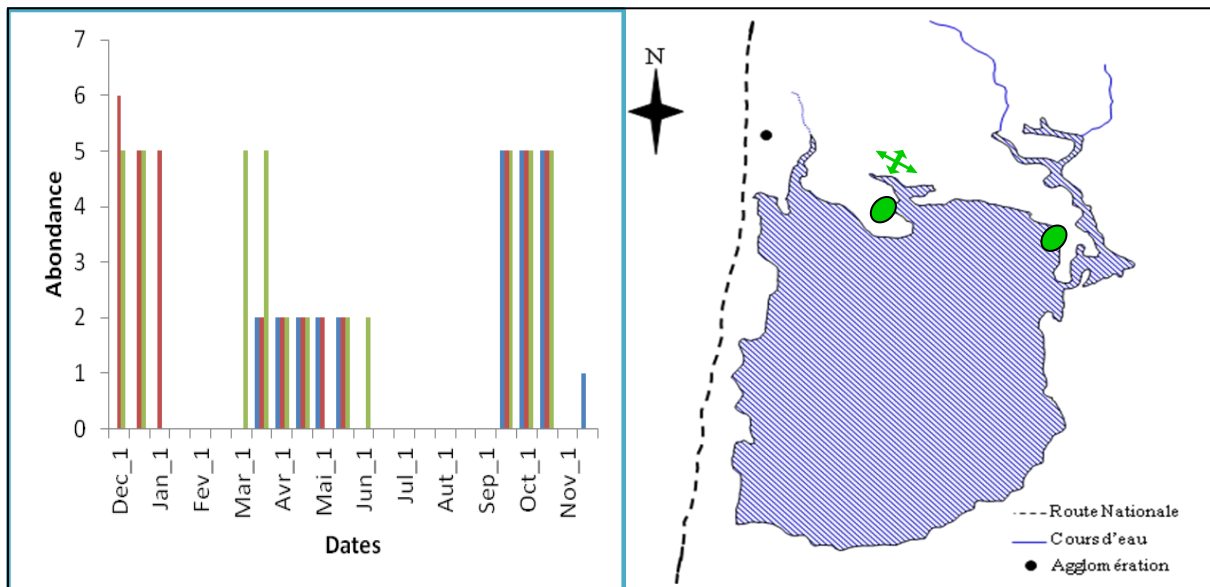 7
6
5
4
3
2
1
0
Abondance
Dec_1
Jan_1
Fev_1
Mar_1
Avr_1
Mai_1
Jun_1
Jul_1
Aut_1
Sep_1
Oct_1
Nov_1
Dates
N
Route Nationale
Cours d'eau
Agglomération